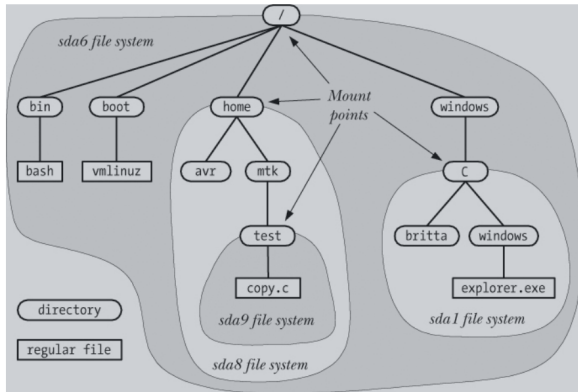 /
sda6 file system
bin
boot
home
Mount
points
windows
bash
vmlinuz
avr
mtk
C
test
britta
windows
copy.c
explorer.exe
directory
sda9 file system
sda1 file system
regular file
sda8 file system